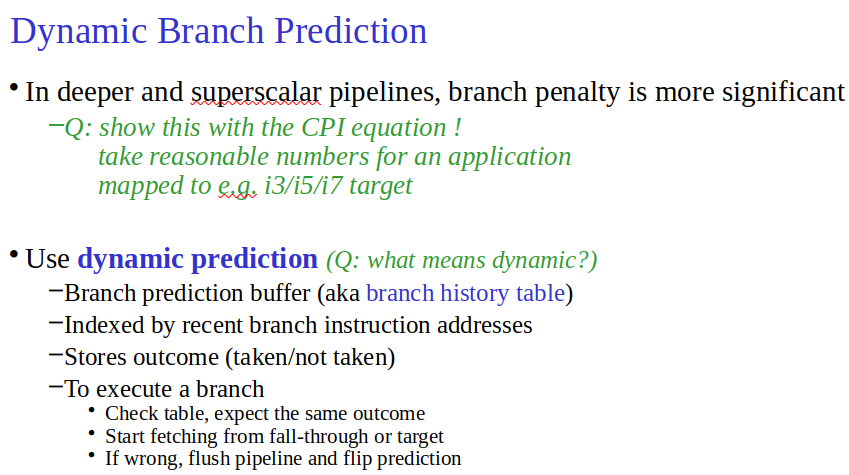 Dynamic Branch Prediction
• In deeper and superscalar pipelines, branch penalty is more significant
–Q: show this with the CPI equation !
take reasonable numbers for an application
mapped to e.g. i3/i5/i7 target
• Use dynamic prediction (Q: what means dynamic?)
–Branch prediction buffer (aka branch history table)
–Indexed by recent branch instruction addresses
–Stores outcome (taken/not taken)
–To execute a branch
• Check table, expect the same outcome
• Start fetching from fall-through or target
• If wrong, flush pipeline and flip prediction